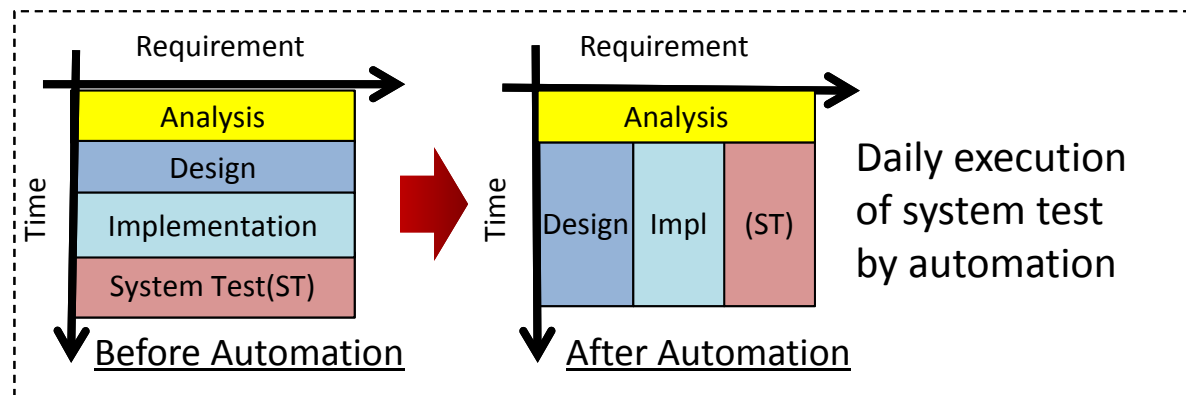 Requirement
Time
Analysis
Design
Implementation
System Test(ST)
Before Automation
Requirement
Time
Analysis
Design
Impl
(ST)
After Automation
Daily execution
of system test
by automation